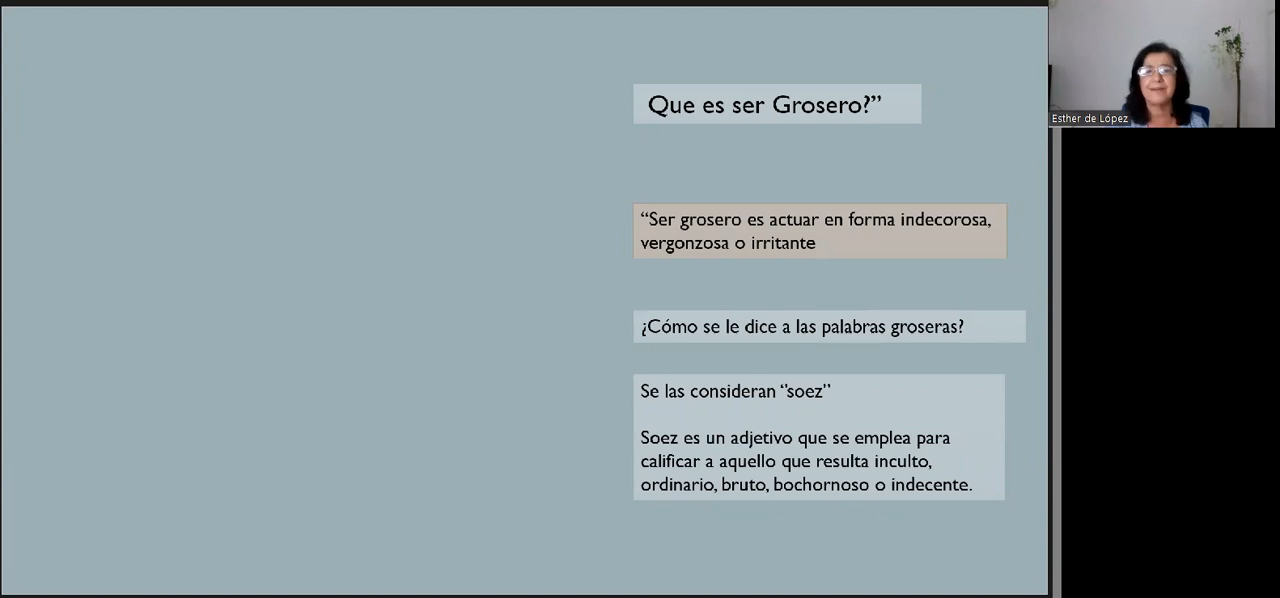 Que es ser Grosero?”
Esther de López
“Ser grosero es actuar en forma indecorosa,
vergonzosa o irritante
¿Cómo se le dice a las palabras groseras?
Se las consideran “soez”
Soez es un adjetivo que se emplea para
calificar a aquello que resulta inculto,
ordinario, bruto, bochornoso o indecente.